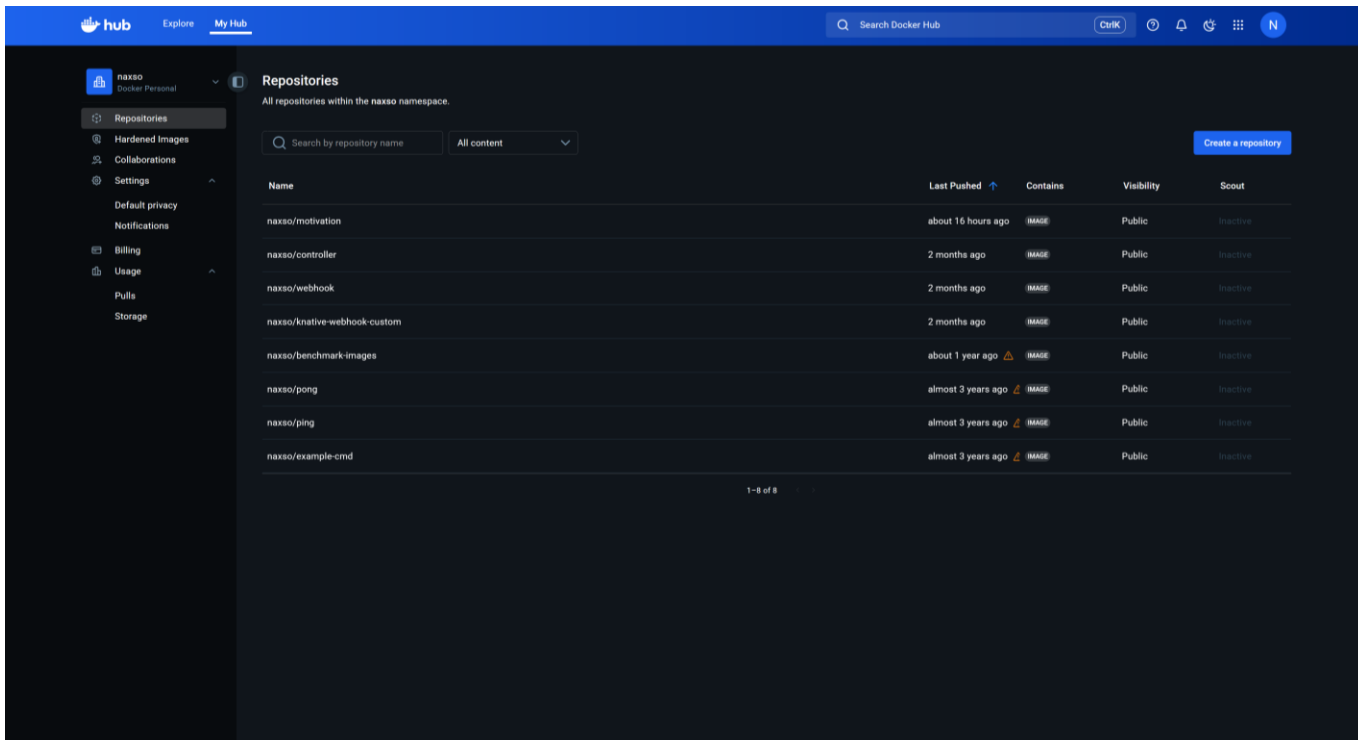 hub Explore My Hub Search Docker Hub CtrlK N
naxso
Docker Personal
Repositories
Hardened Images
Collaborations
Settings
Default privacy
Notifications
Billing
Usage
Pulls
Storage
Repositories
All repositories within the naxso namespace.
Search by repository name All content Create a repository
Name Last Pushed Contains Visibility Scout
naxso/motivation about 16 hours ago IMAGE Public Inactive
naxso/controller 2 months ago IMAGE Public Inactive
naxso/webhook 2 months ago IMAGE Public Inactive
naxso/knative-webhook-custom 2 months ago IMAGE Public Inactive
naxso/benchmark-images about 1 year ago IMAGE Public Inactive
naxso/pong almost 3 years ago IMAGE Public Inactive
naxso/ping almost 3 years ago IMAGE Public Inactive
naxso/example-cmd almost 3 years ago IMAGE Public Inactive
1–8 of 8